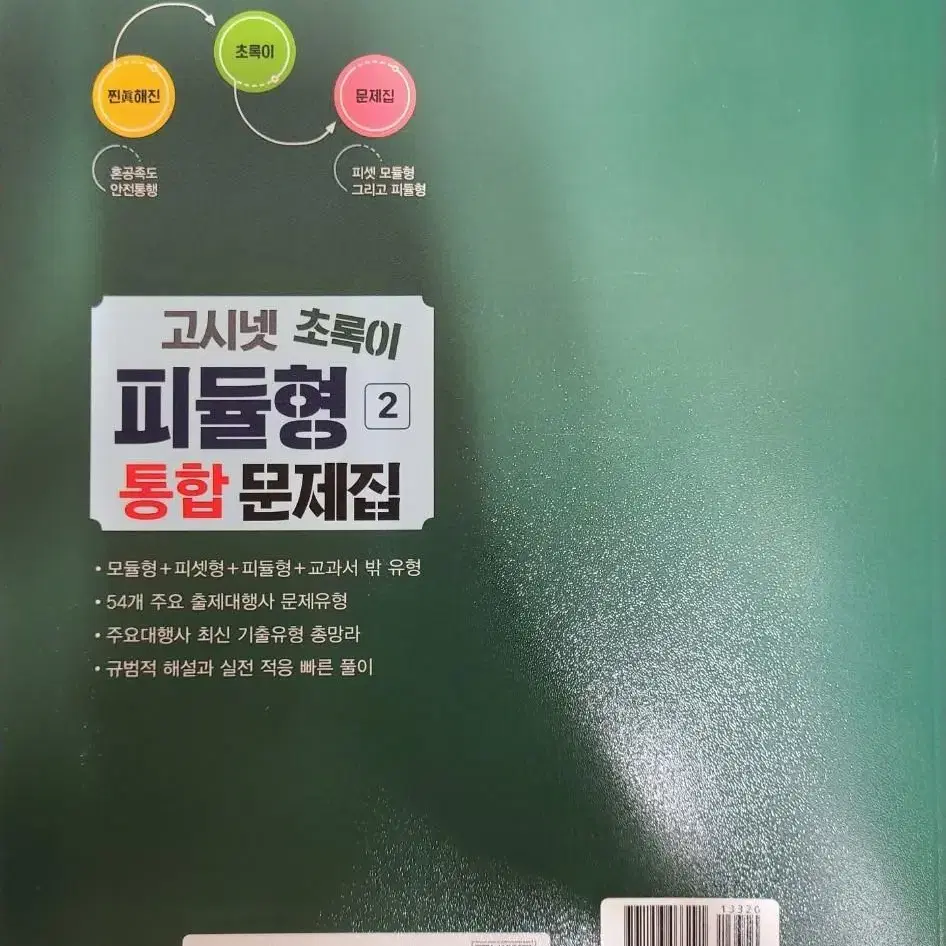 찐眞해진
초록이
문제집
혼공족도
안전통행
피셋 모듈형
그리고 피듈형
고시넷 초록이
피듈형 2
통합 문제집
• 모듈형+피셋형+피듈형+교과서 밖 유형
• 54개 주요 출제대행사 문제유형
• 주요대행사 최신 기출유형 총망라
• 규범적 해설과 실전 적응 빠른 풀이
13320